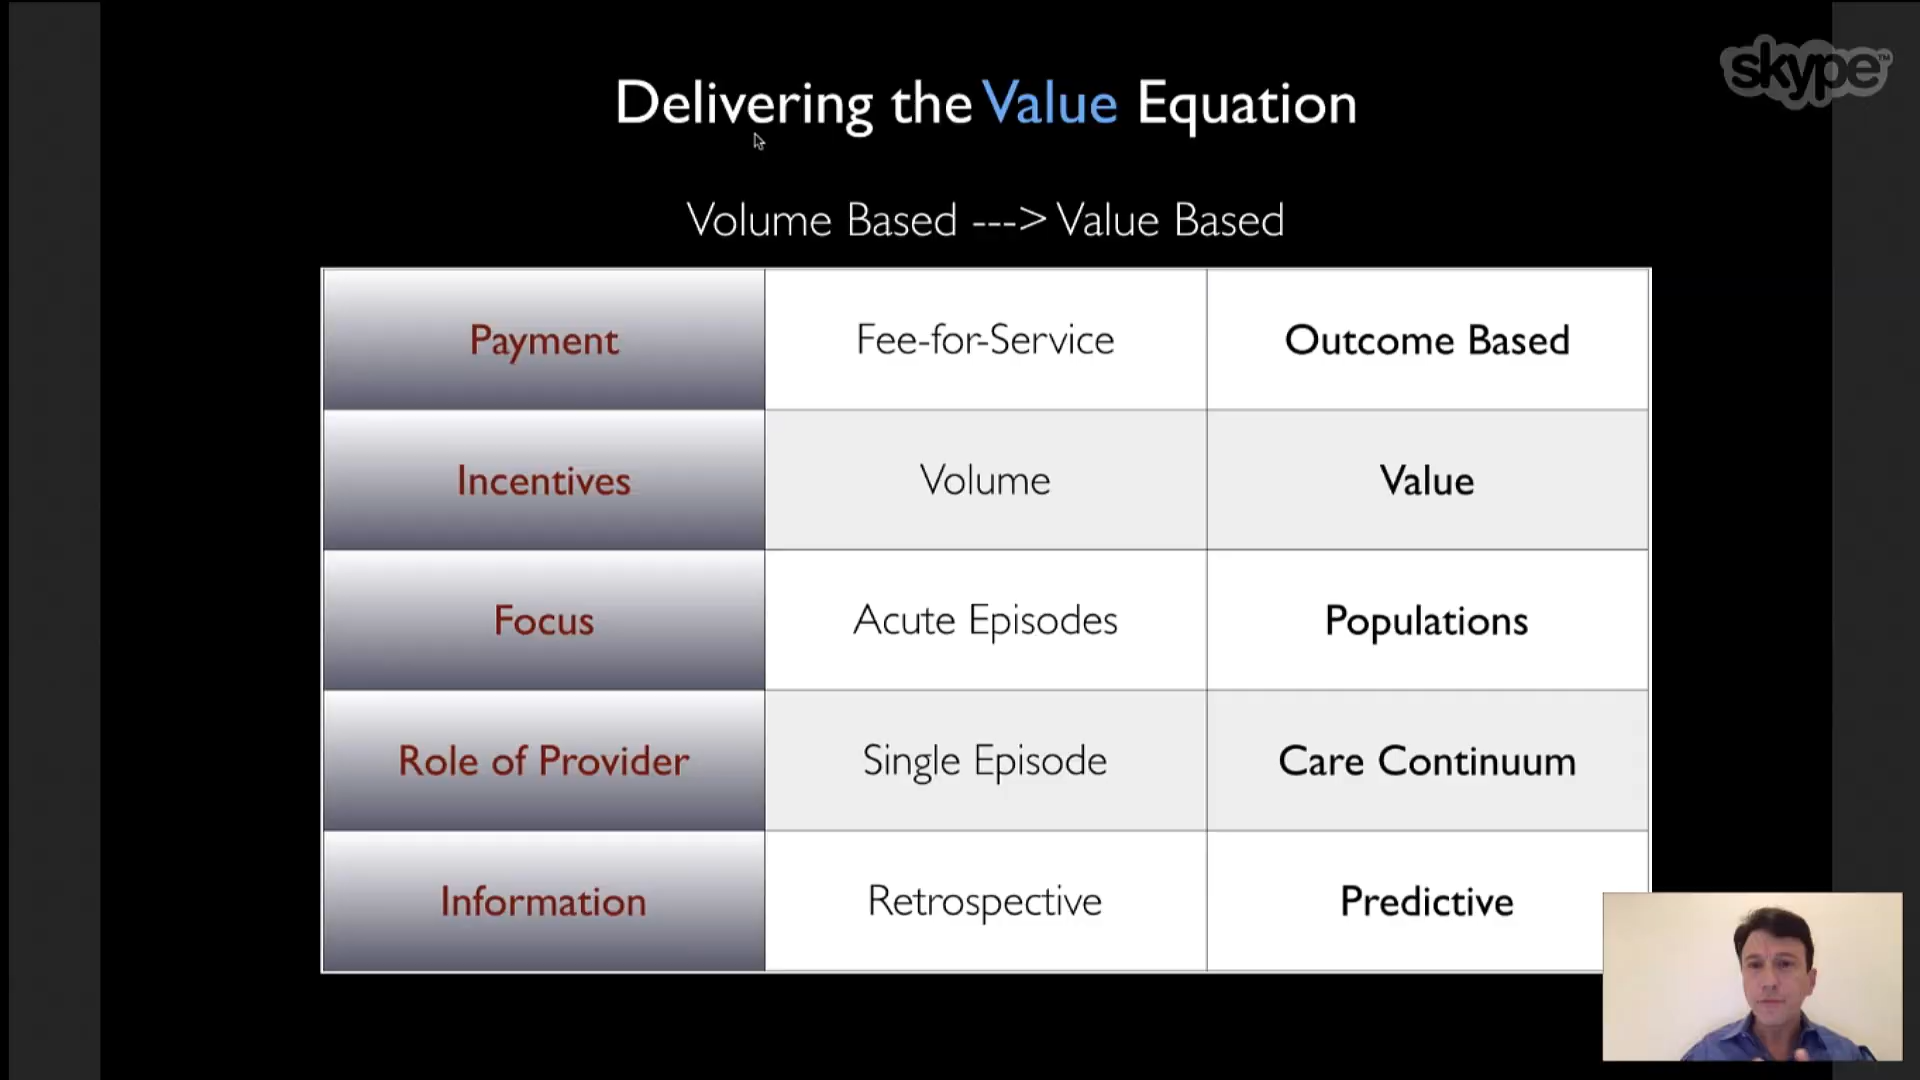 skype™
Delivering the Value Equation
Volume Based ---> Value Based
Payment Fee-for-Service Outcome Based
Incentives Volume Value
Focus Acute Episodes Populations
Role of Provider Single Episode Care Continuum
Information Retrospective Predictive